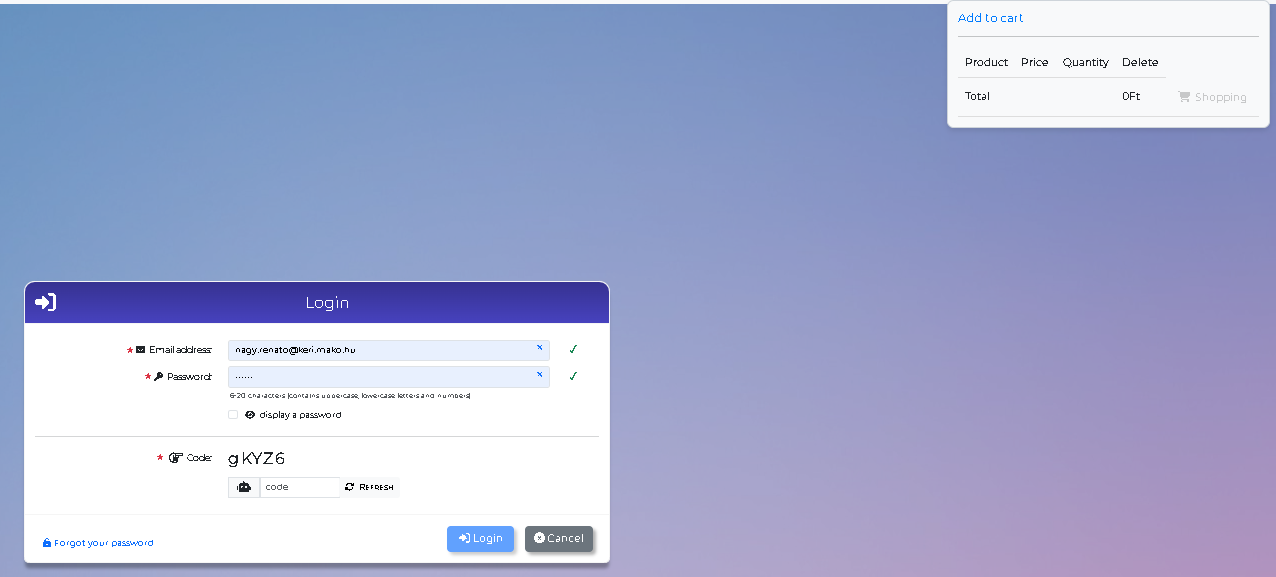 Add to cart
Product Price Quantity Delete
Total 0Ft Shopping
Login
* Email address: nagy.renato@keri.mako.hu × ✓
* Password: ...... × ✓
6-20 characters (contains uppercase, lowercase letters and numbers)
display a password
* Code: gKYZ6
code REFRESH
Forgot your password Login Cancel